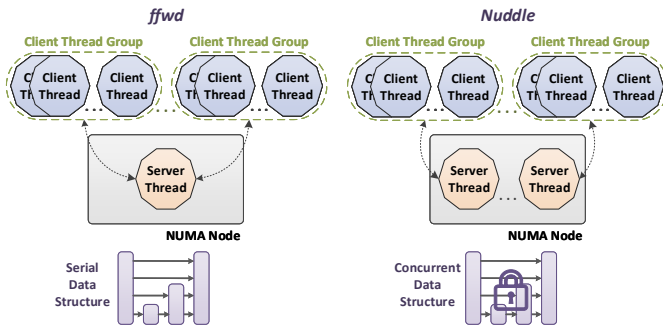 ffwd
Client Thread Group
Client Thread Group
C
Th
Client
Thread
Client
Thread
Client
Thread
Client
Thread
...
...
...
Server
Thread
NUMA Node
Serial
Data
Structure
Nuddle
Client Thread Group
Client Thread Group
Client
Thread
Client
Thread
Client
Thread
Client
Thread
...
...
...
Server
Thread
...
Server
Thread
NUMA Node
Concurrent
Data
Structure